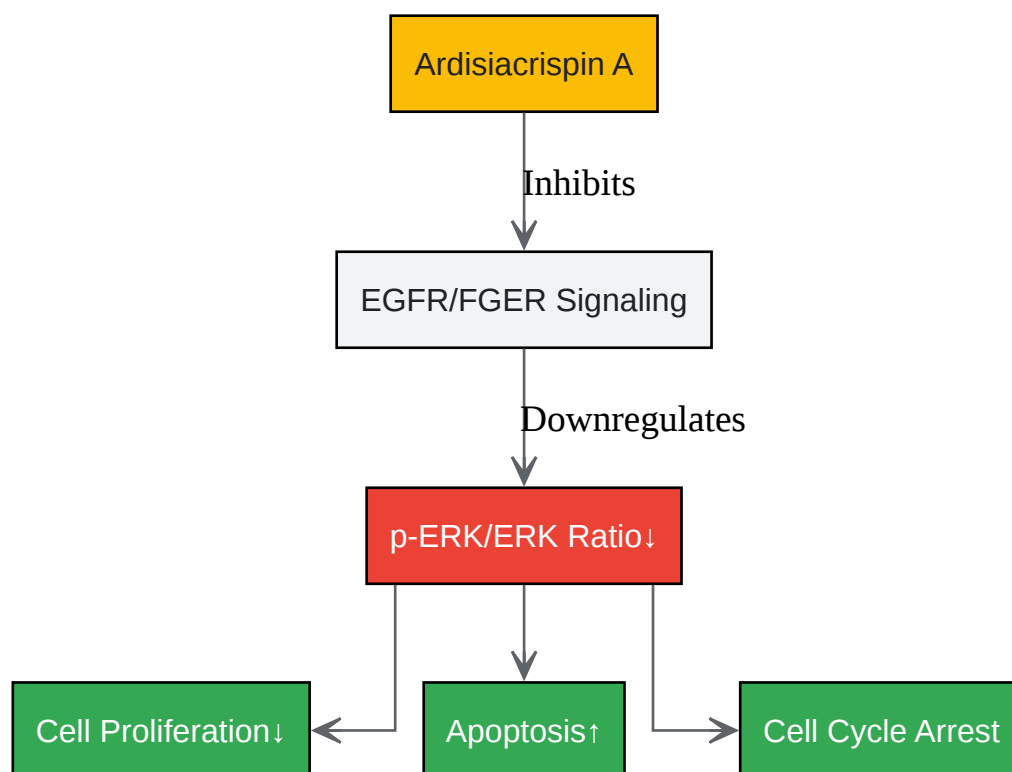 Ardisiacrispin A
Inhibits
EGFR/FGER Signaling
Downregulates
p-ERK/ERK Ratio↓
Cell Proliferation↓
Apoptosis↑
Cell Cycle Arrest